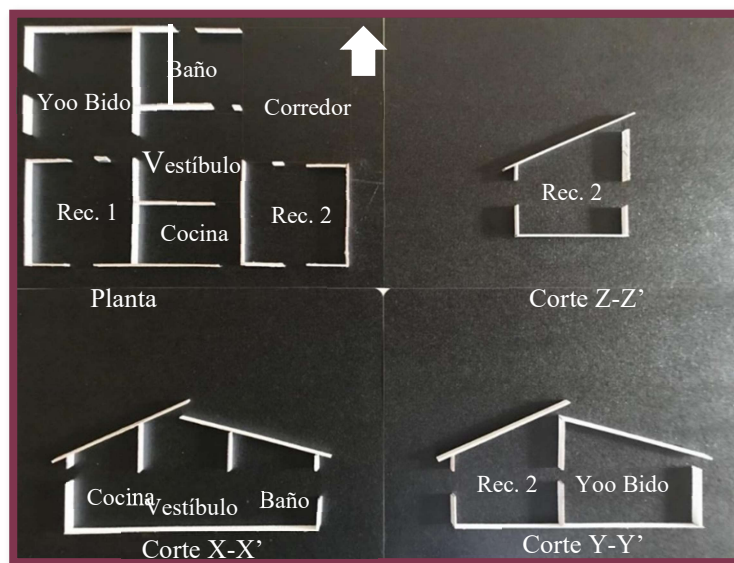 Baño
Yoo Bido
Corredor
Vestíbulo
Rec. 1
Rec. 2
Cocina
Planta
Rec. 2
Corte Z-Z’
Cocina
Vestíbulo
Baño
Corte X-X’
Rec. 2
Yoo Bido
Corte Y-Y’